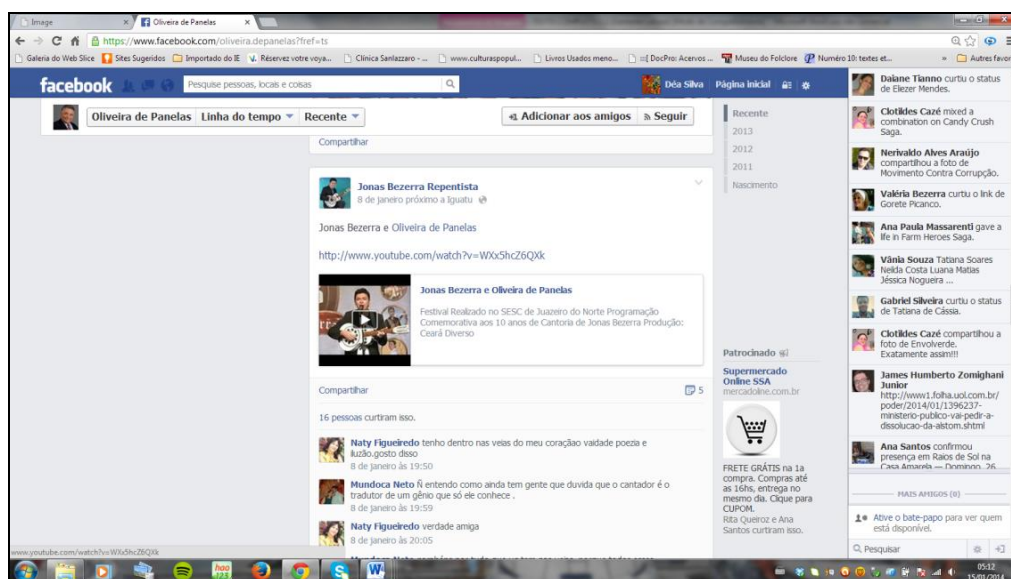 Image
Oliveira de Panelas
https://www.facebook.com/oliveira.depanelas?fref=ts
Galeria do Web Slice
Sites Sugeridos
Importado do IE
Réservez votre voya...
Clínica Sanlazzaro - ...
www.culturaspopul...
Livros Usados meno...
DocPro: Acervos ...
Museu do Folclore
Numéro 10: textes et...
»
Autres favor
facebook
Pesquise pessoas, locais e coisas
Déa Silva
Página inicial
Oliveira de Panelas
Linha do tempo
Recente
Adicionar aos amigos
Seguir
Compartilhar
Jonas Bezerra Repentista
8 de janeiro próximo a Iguatu
Jonas Bezerra e Oliveira de Panelas
http://www.youtube.com/watch?v=WXx5hcZ6QXk
Jonas Bezerra e Oliveira de Panelas
Festival Realizado no SESC de Juazeiro do Norte Programação
Comemorativa aos 10 anos de Cantoria de Jonas Bezerra Produção:
Ceará Diverso
Compartilhar
5
16 pessoas curtiram isso.
Naty Figueiredo tenho dentro nas veias do meu coraçãao vaidade poezia e
iluzão.gosto disso
8 de janeiro às 19:50
Mundoca Neto Ñ entendo como ainda tem gente que duvida que o cantador é o
tradutor de um gênio que só ele conhece .
8 de janeiro às 19:59
Naty Figueiredo verdade amiga
8 de janeiro às 20:05
Recente
2013
2012
2011
Nascimento
Patrocinado
Supermercado
Online SSA
mercadoline.com.br
FRETE GRÁTIS na 1a
compra. Compras até
as 16hs, entrega no
mesmo dia. Clique para
CUPOM.
Rita Queiroz e Ana
Santos curtiram isso.
Daiane Tianno curtiu o status
de Eliezer Mendes.
Clotildes Cazé mixed a
combination on Candy Crush
Saga.
Nerivaldo Alves Araújo
compartilhou a foto de
Movimento Contra Corrupção.
Valéria Bezerra curtiu o link de
Gorete Picanco.
Ana Paula Massarenti gave a
life in Farm Heroes Saga.
Vânia Souza Tatiana Soares
Neilda Costa Luana Matias
Jéssica Nogueira ...
Gabriel Silveira curtiu o status
de Tatiana de Cássia.
Clotildes Cazé compartilhou a
foto de Envolverde.
Exatamente assim!!!
James Humberto Zomighani
Junior
http://www1.folha.uol.com.br/
poder/2014/01/1396237-
ministerio-publico-vai-pedir-a-
dissolucao-da-alstom.shtml
Ana Santos confirmou
presença em Raios de Sol na
Casa Amarela — Domingo, 26
MAIS AMIGOS (8)
Ative o bate-papo para ver quem
está disponível.
Pesquisar
www.youtube.com/watch?v=WXx5hcZ6QXk
hao
123
05:12
15/01/2014